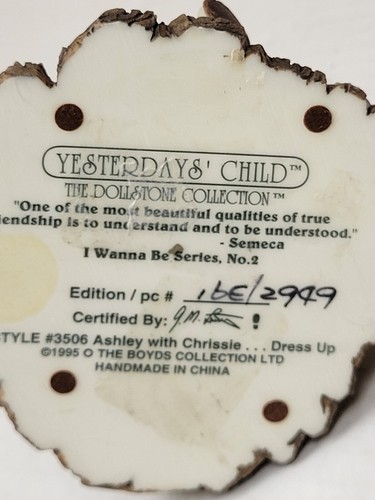 YESTERDAYS' CHILD™
THE DOLLSTONE COLLECTION™
"One of the most beautiful qualities of true
iendship is to understand and to be understood."
- Semeca
I Wanna Be Series, No.2
Edition / pc # 16E/2949
Certified By: !
STYLE #3506 Ashley with Chrissie . . . Dress Up
©1995 O THE BOYDS COLLECTION LTD
HANDMADE IN CHINA